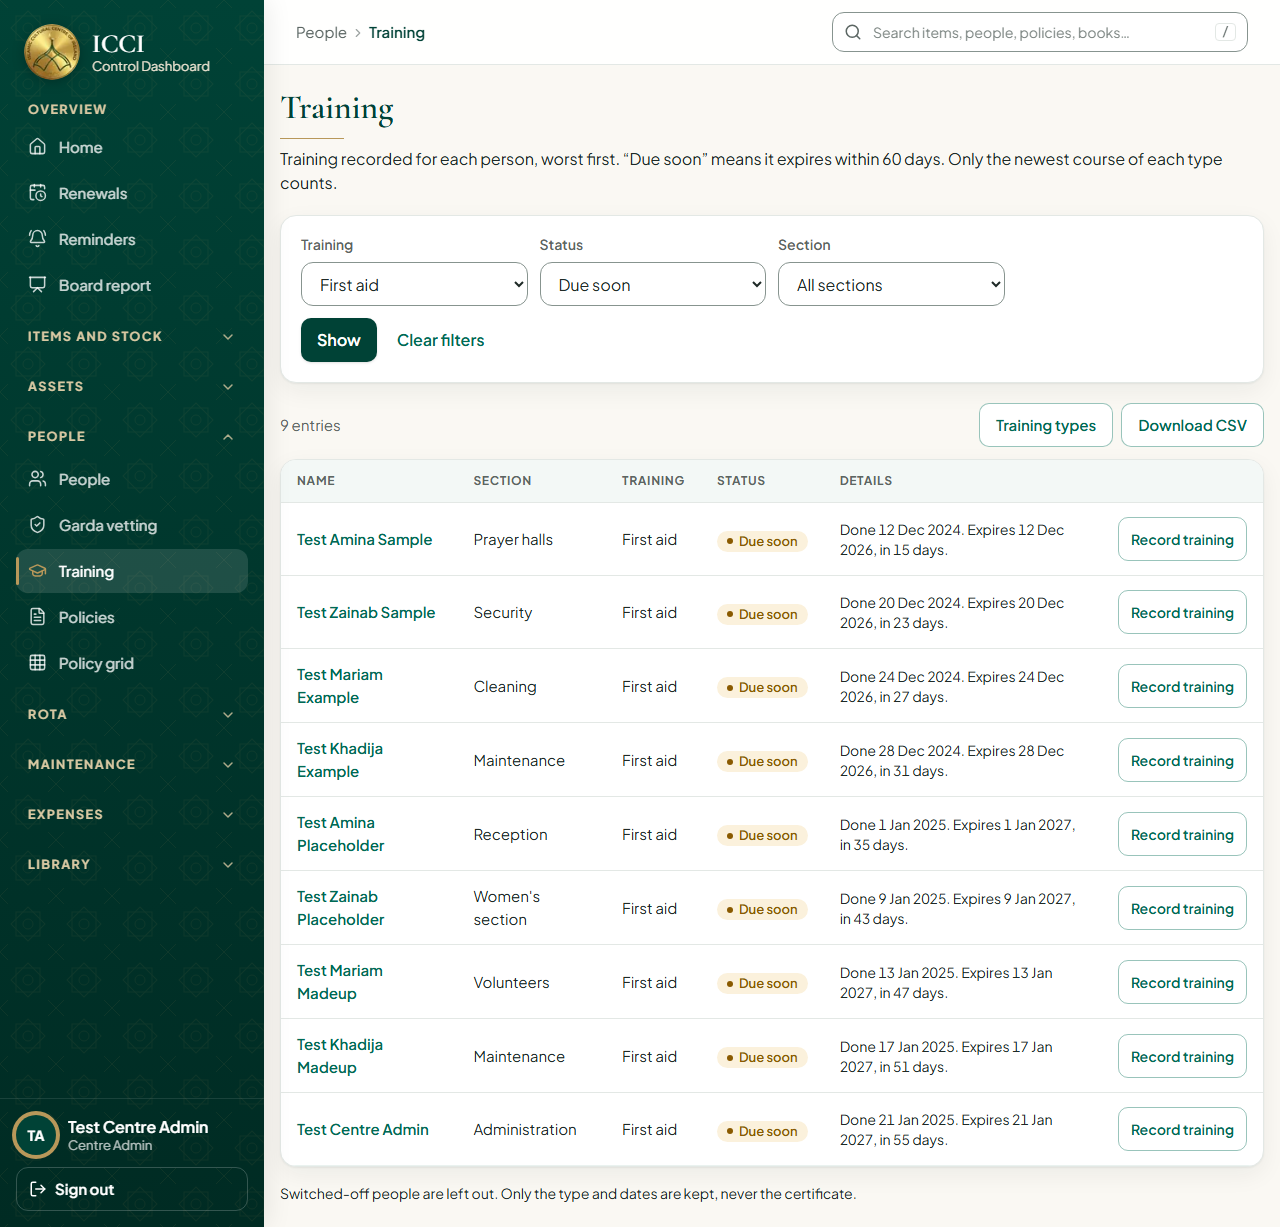 ICCI
Control Dashboard
OVERVIEW
Home
Renewals
Reminders
Board report
ITEMS AND STOCK
ASSETS
PEOPLE
People
Garda vetting
Training
Policies
Policy grid
ROTA
MAINTENANCE
EXPENSES
LIBRARY
TA
Test Centre Admin
Centre Admin
Sign out
People › Training
Search items, people, policies, books… /
Training
Training recorded for each person, worst first. “Due soon” means it expires within 60 days. Only the newest course of each type
counts.
Training Status Section
First aid Due soon All sections
Show Clear filters
9 entries Training types Download CSV
NAME SECTION TRAINING STATUS DETAILS
Test Amina Sample Prayer halls First aid Due soon Done 12 Dec 2024. Expires 12 Dec
2026, in 15 days. Record training
Test Zainab Sample Security First aid Due soon Done 20 Dec 2024. Expires 20 Dec
2026, in 23 days. Record training
Test Mariam
Example Cleaning First aid Due soon Done 24 Dec 2024. Expires 24 Dec
2026, in 27 days. Record training
Test Khadija
Example Maintenance First aid Due soon Done 28 Dec 2024. Expires 28 Dec
2026, in 31 days. Record training
Test Amina
Placeholder Reception First aid Due soon Done 1 Jan 2025. Expires 1 Jan 2027,
in 35 days. Record training
Test Zainab
Placeholder Women's
section First aid Due soon Done 9 Jan 2025. Expires 9 Jan 2027,
in 43 days. Record training
Test Mariam
Madeup Volunteers First aid Due soon Done 13 Jan 2025. Expires 13 Jan
2027, in 47 days. Record training
Test Khadija
Madeup Maintenance First aid Due soon Done 17 Jan 2025. Expires 17 Jan
2027, in 51 days. Record training
Test Centre Admin Administration First aid Due soon Done 21 Jan 2025. Expires 21 Jan
2027, in 55 days. Record training
Switched-off people are left out. Only the type and dates are kept, never the certificate.